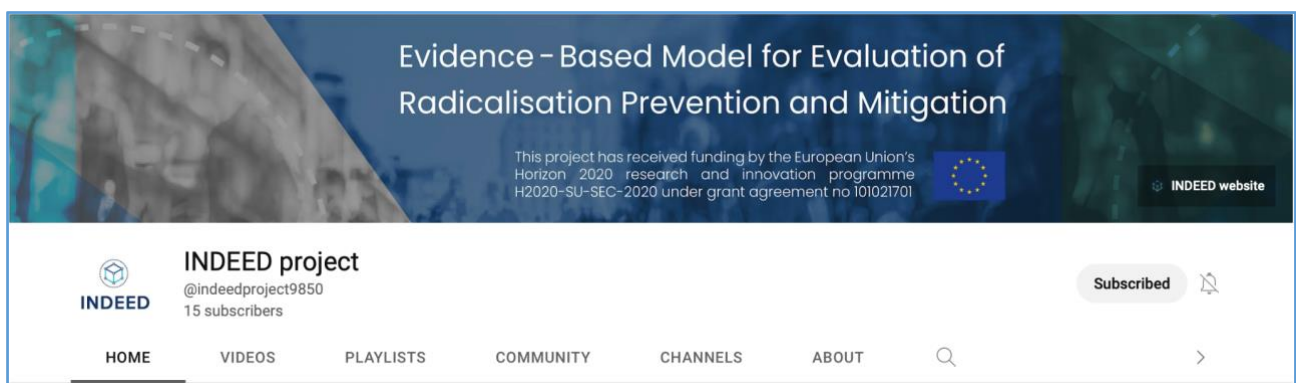 Evidence-Based Model for Evaluation of
Radicalisation Prevention and Mitigation
This project has received funding by the European Union's
Horizon 2020 research and innovation programme
H2020-SU-SEC-2020 under grant agreement no 101021701
INDEED website
INDEED
INDEED project
@indeedproject9850
15 subscribers
Subscribed
HOME VIDEOS PLAYLISTS COMMUNITY CHANNELS ABOUT